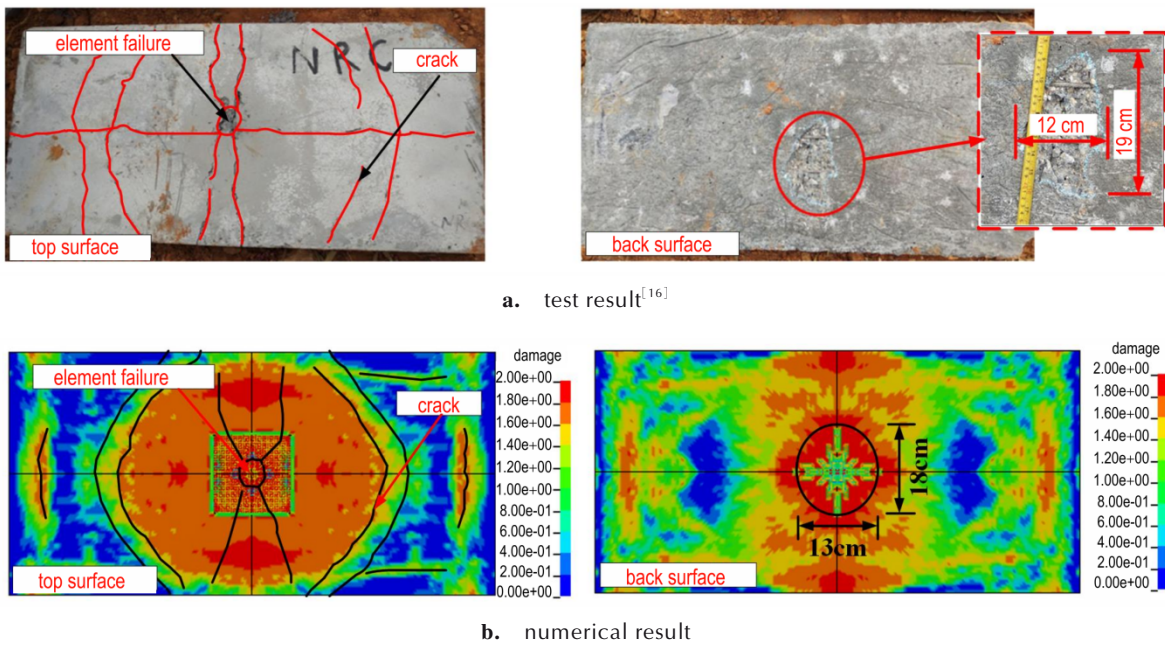 element failure
NRC
crack
top surface
NR
12 cm
19 cm
back surface
a. test result[16]
damage
2.00e+00
1.80e+00
1.60e+00
1.40e+00
1.20e+00
1.00e+00
8.00e-01
6.00e-01
4.00e-01
2.00e-01
0.00e+00
element failure
crack
top surface
damage
2.00e+00
1.80e+00
1.60e+00
1.40e+00
1.20e+00
1.00e+00
8.00e-01
6.00e-01
4.00e-01
2.00e-01
0.00e+00
18cm
13cm
back surface
b. numerical result